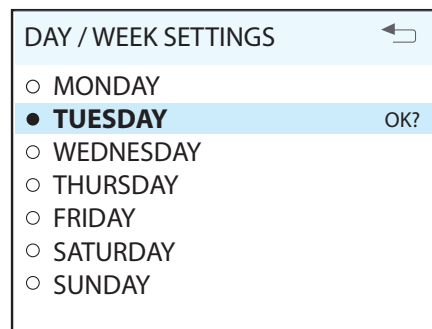 DAY / WEEK SETTINGS
MONDAY
TUESDAY OK?
WEDNESDAY
THURSDAY
FRIDAY
SATURDAY
SUNDAY